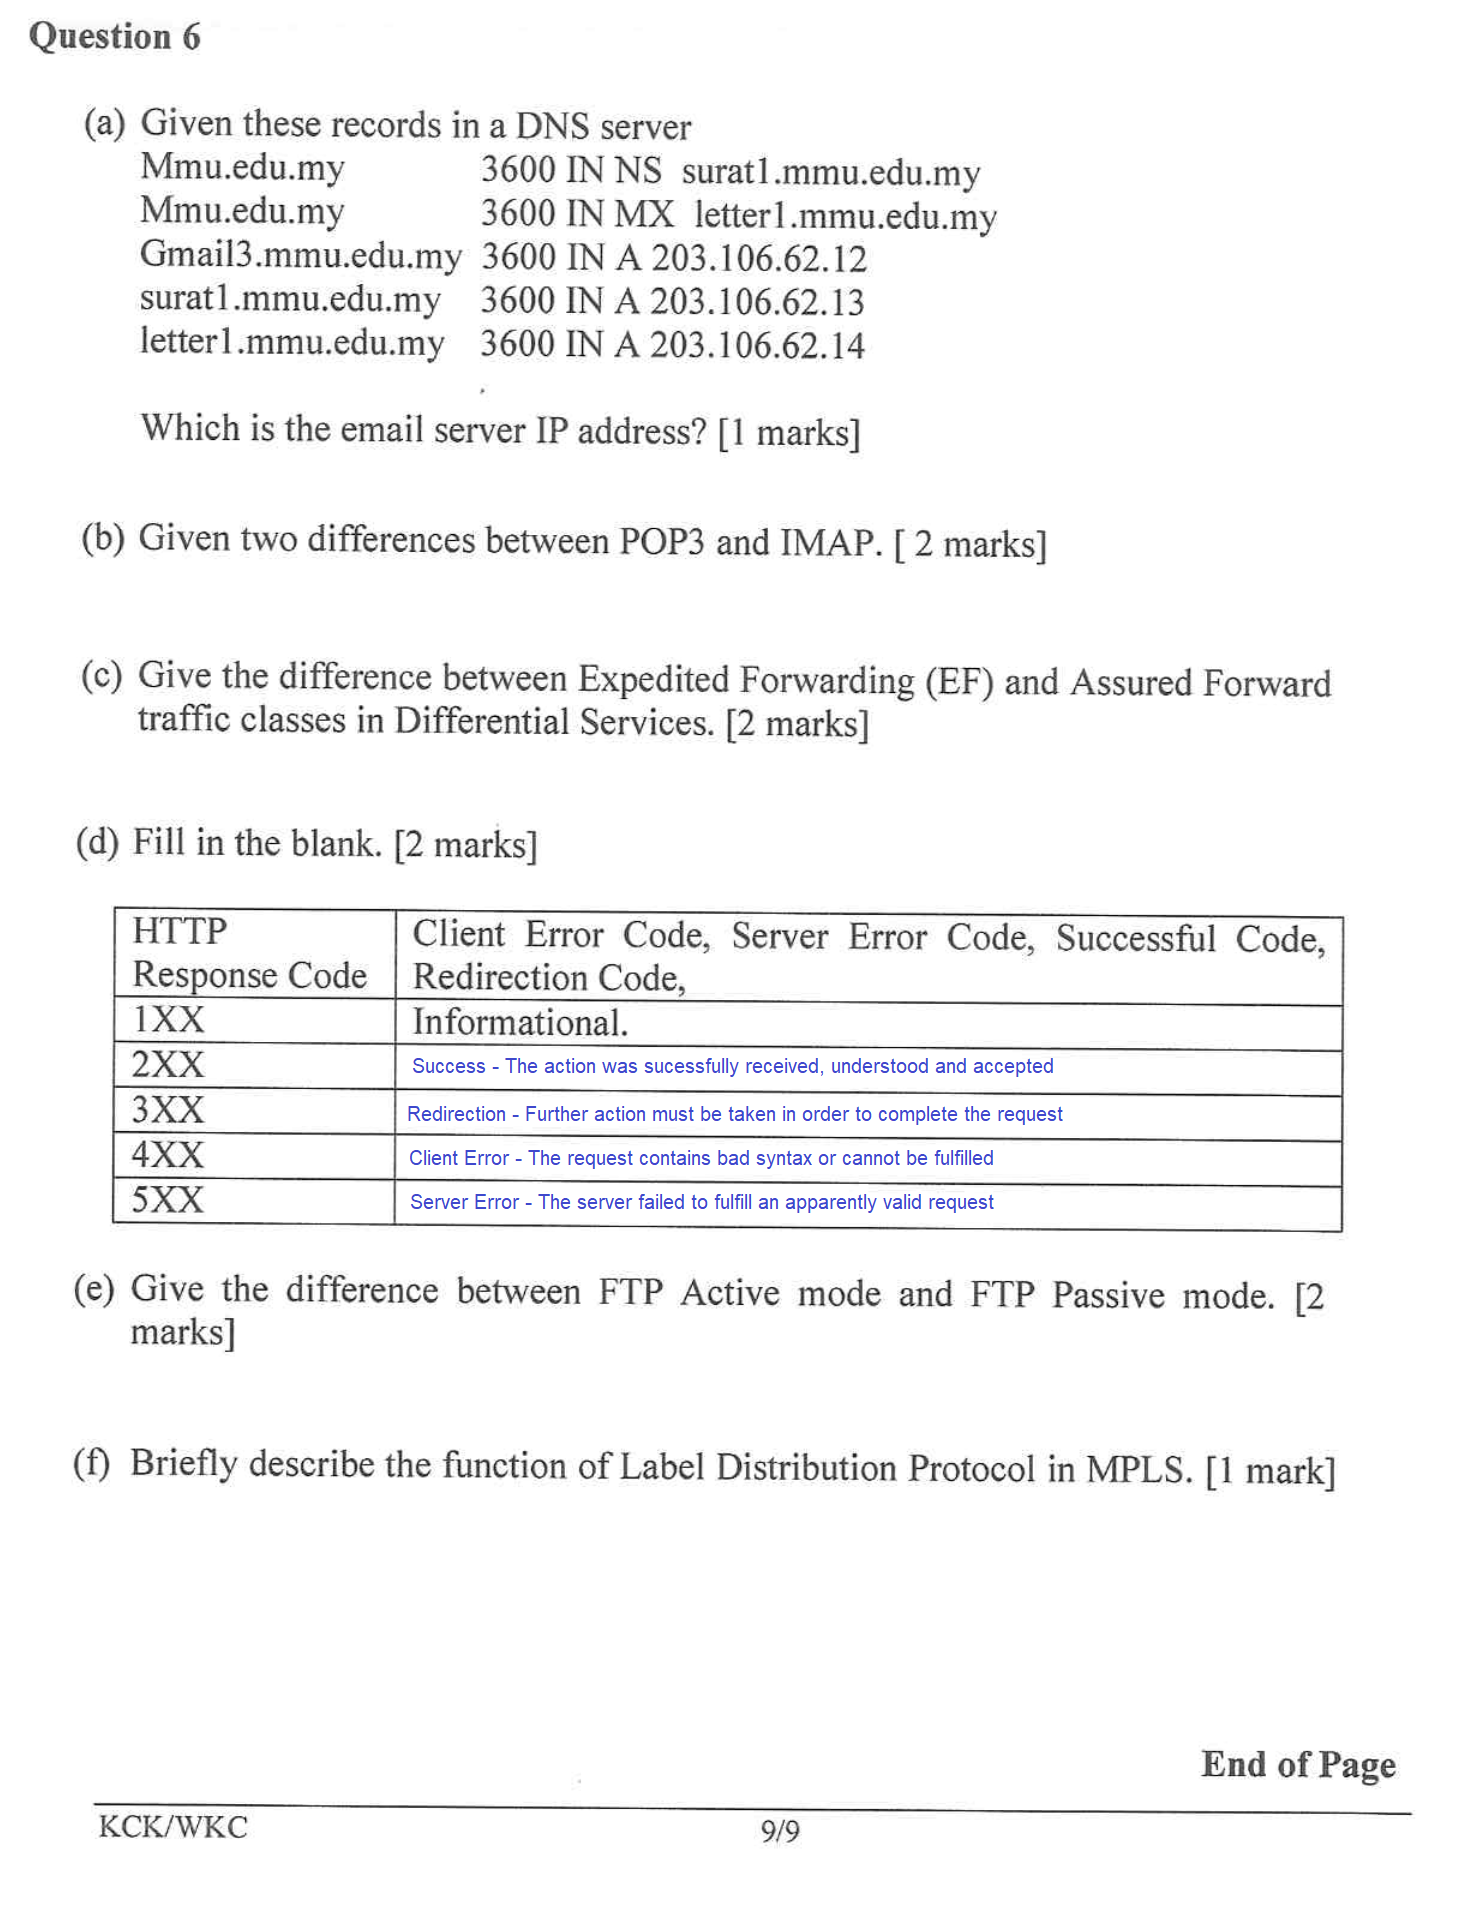 Question 6
(a) Given these records in a DNS server
Mmu.edu.my 3600 IN NS surat1.mmu.edu.my
Mmu.edu.my 3600 IN MX letter1.mmu.edu.my
Gmail3.mmu.edu.my 3600 IN A 203.106.62.12
surat1.mmu.edu.my 3600 IN A 203.106.62.13
letter1.mmu.edu.my 3600 IN A 203.106.62.14
Which is the email server IP address? [1 marks]
(b) Given two differences between POP3 and IMAP. [ 2 marks]
(c) Give the difference between Expedited Forwarding (EF) and Assured Forward
traffic classes in Differential Services. [2 marks]
(d) Fill in the blank. [2 marks]
HTTP
Response Code
Client Error Code, Server Error Code, Successful Code,
Redirection Code,
1XX Informational.
2XX Success - The action was sucessfully received, understood and accepted
3XX Redirection - Further action must be taken in order to complete the request
4XX Client Error - The request contains bad syntax or cannot be fulfilled
5XX Server Error - The server failed to fulfill an apparently valid request
(e) Give the difference between FTP Active mode and FTP Passive mode. [2
marks]
(f) Briefly describe the function of Label Distribution Protocol in MPLS. [1 mark]
End of Page
KCK/WKC 9/9